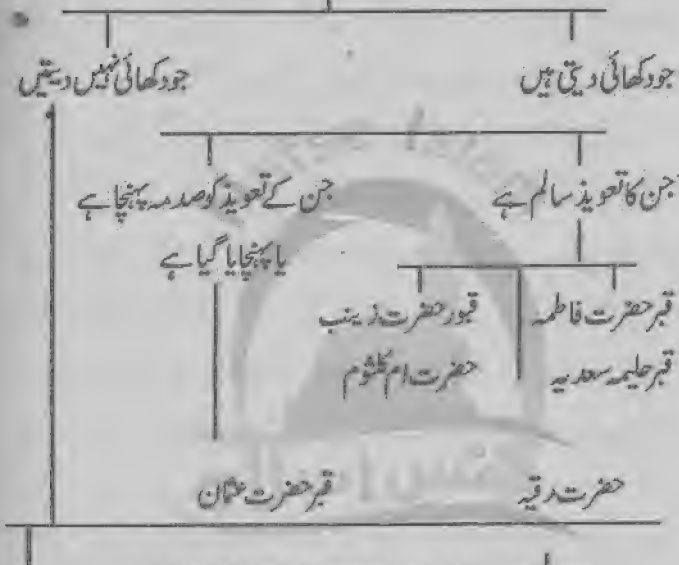 جو دکھائی دیتی ہیں
جو دکھائی نہیں دیتیں
جن کا تعویذ سالم ہے
جن کے تعویذ کو صدمہ پہنچا ہے
یا پہنچایا گیا ہے
قبر حضرت فاطمہ
قبور حضرت زینب
قبر حلیمہ سعدیہ
حضرت ام کلثوم
حضرت رقیہ
قبر حضرت عثمان